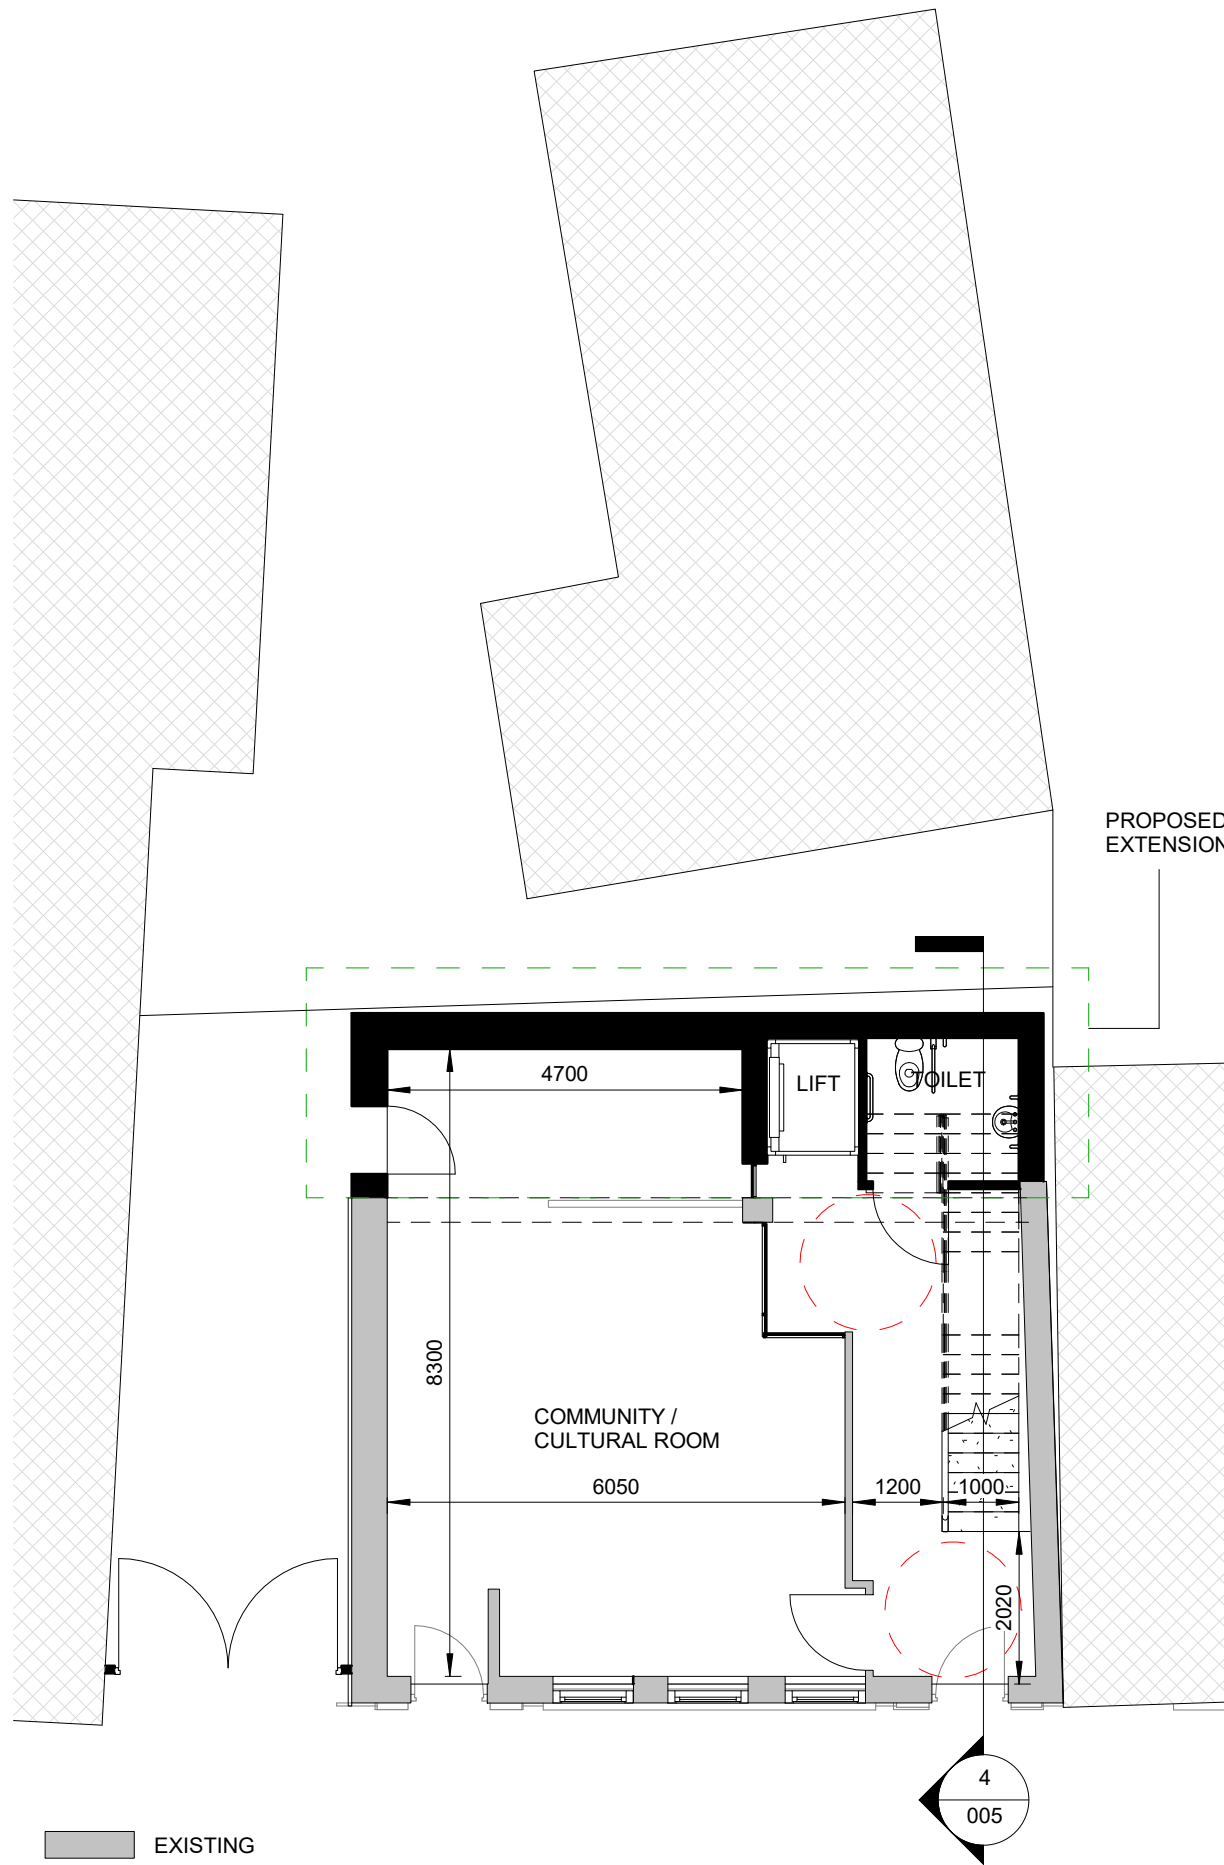 PROPOSED
EXTENSION
4700
LIFT
TOILET
8300
COMMUNITY /
CULTURAL ROOM
6050
1200
1000
2020
4
005
EXISTING